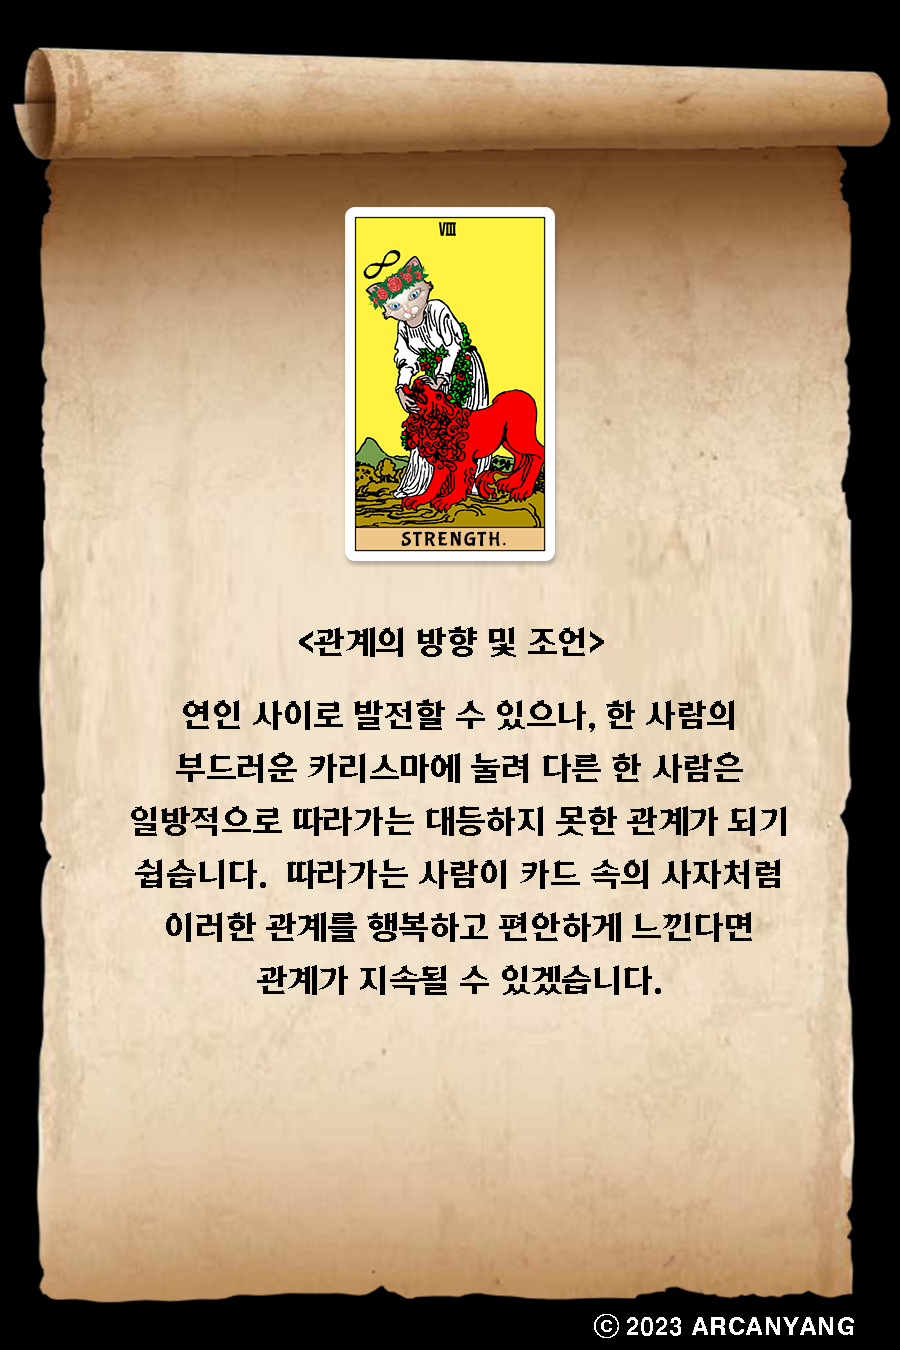 VIII
STRENGTH.
<관계의 방향 및 조언>
연인 사이로 발전할 수 있으나, 한 사람의
부드러운 카리스마에 눌려 다른 한 사람은
일방적으로 따라가는 대등하지 못한 관계가 되기
쉽습니다. 따라가는 사람이 카드 속의 사자처럼
이러한 관계를 행복하고 편안하게 느낀다면
관계가 지속될 수 있겠습니다.
ⓒ 2023 ARCANYANG